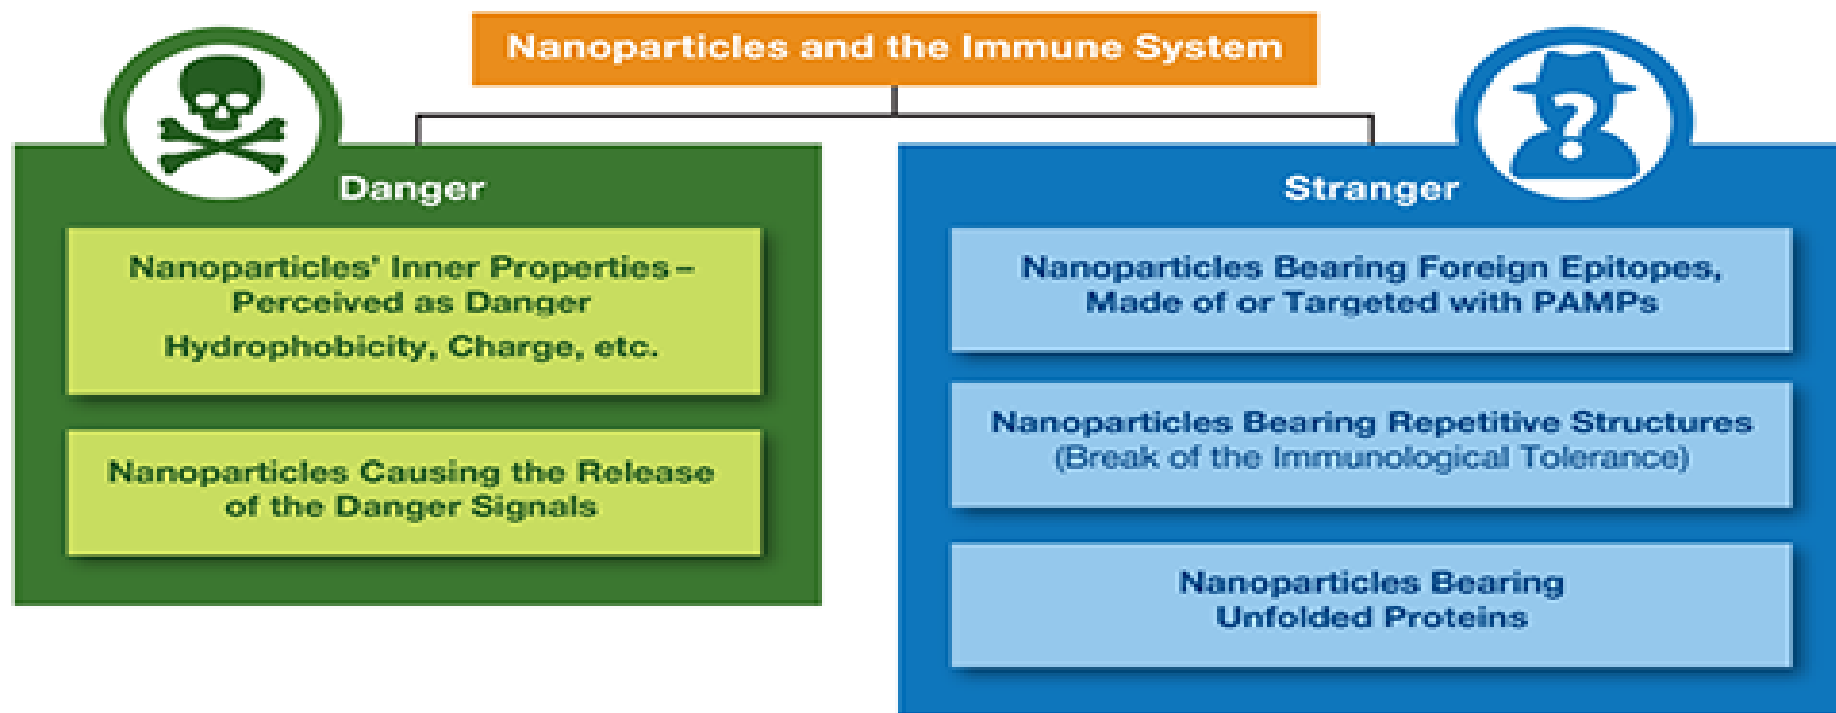 Nanoparticles and the Immune System
Danger
Nanoparticles' Inner Properties–
Perceived as Danger
Hydrophobicity, Charge, etc.
Nanoparticles Causing the Release
of the Danger Signals
?
Stranger
Nanoparticles Bearing Foreign Epitopes,
Made of or Targeted with PAMPs
Nanoparticles Bearing Repetitive Structures
(Break of the Immunological Tolerance)
Nanoparticles Bearing
Unfolded Proteins